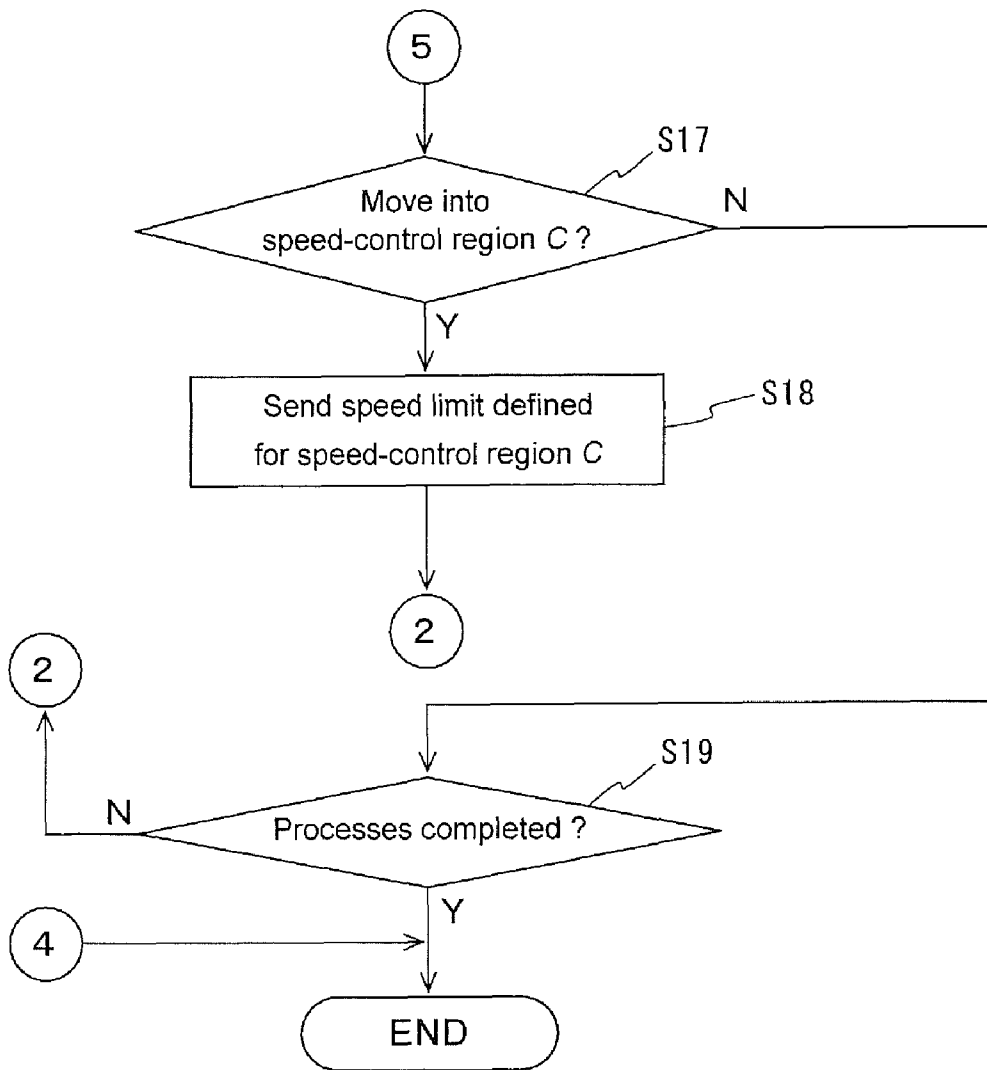 5
S17
Move into
speed-control region C ?
N
Y
S18
Send speed limit defined
for speed-control region C
2
2
S19
N
Processes completed ?
Y
4
END